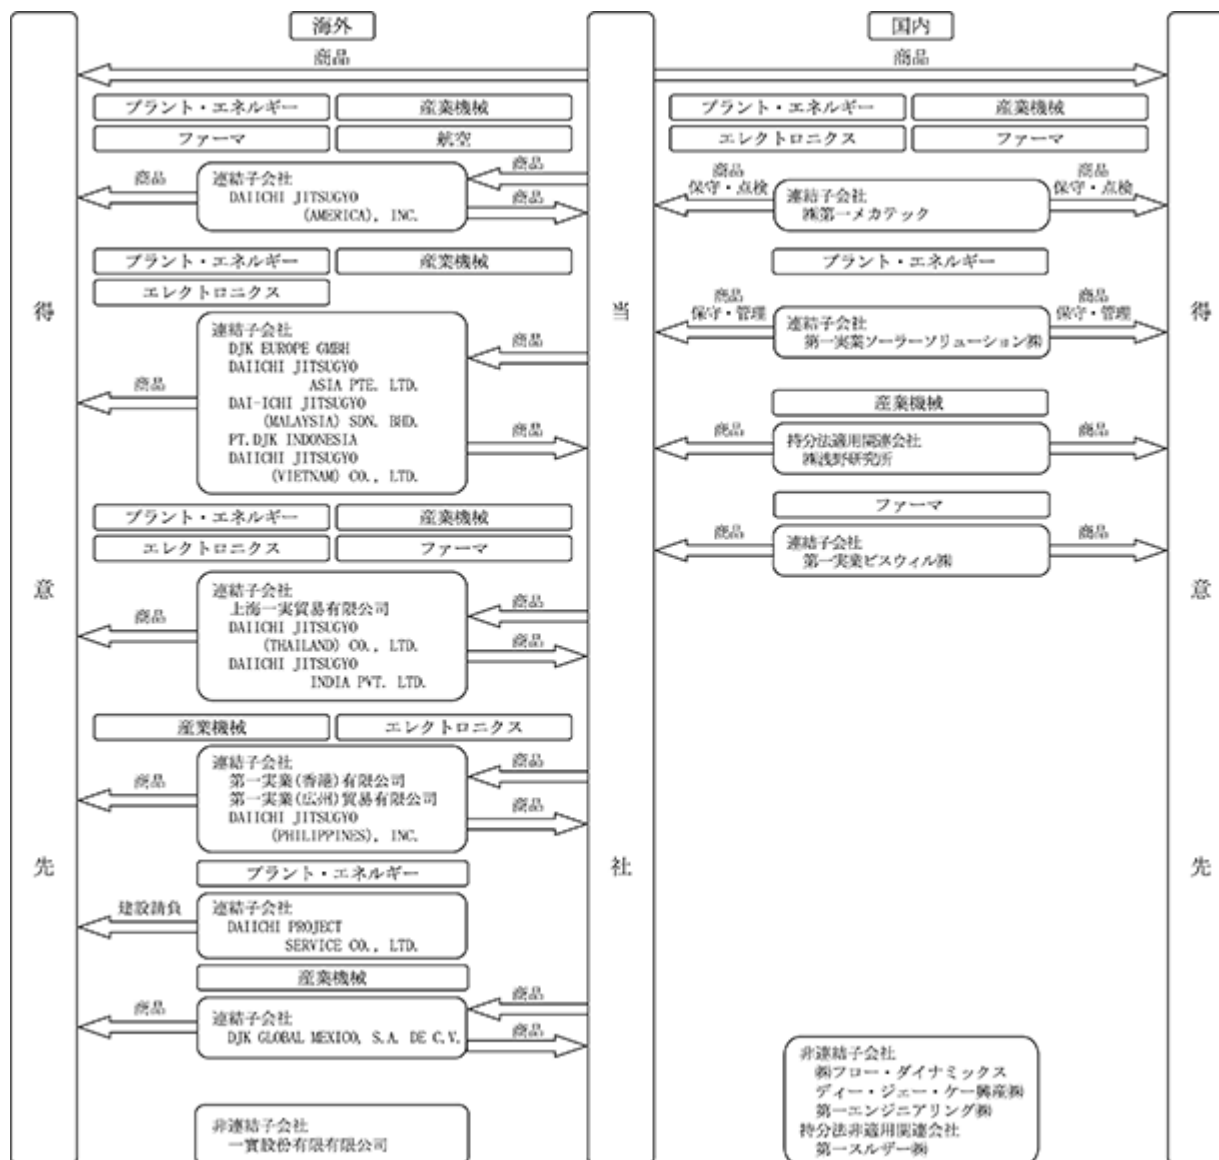 海外
国内
商品
商品
プラント・エネルギー
産業機械
ファーマ
航空
商品
商品
商品
連結子会社
DAIICHI JITSUGYO
(AMERICA), INC.
プラント・エネルギー
産業機械
エレクトロニクス
商品
商品
商品
連結子会社
DJK EUROPE GMBH
DAIICHI JITSUGYO
ASIA PTE. LTD.
DAI-ICHI JITSUGYO
(MALAYSIA) SDN. BHD.
PT.DJK INDONESIA
DAIICHI JITSUGYO
(VIETNAM) CO., LTD.
プラント・エネルギー
産業機械
エレクトロニクス
ファーマ
商品
商品
商品
連結子会社
上海一実貿易有限公司
DAIICHI JITSUGYO
(THAILAND) CO., LTD.
DAIICHI JITSUGYO
INDIA PVT. LTD.
産業機械
エレクトロニクス
商品
商品
商品
連結子会社
第一実業(香港)有限公司
第一実業(広州)貿易有限公司
DAIICHI JITSUGYO
(PHILIPPINES), INC.
プラント・エネルギー
建設請負
連結子会社
DAIICHI PROJECT
SERVICE CO., LTD.
産業機械
商品
商品
商品
連結子会社
DJK GLOBAL MEXICO, S.A. DE C.V.
非連結子会社
一實股份有限有限公司
得意先
当社
プラント・エネルギー
産業機械
エレクトロニクス
ファーマ
商品
保守・点検
商品
保守・点検
連結子会社
㈱第一メカテック
プラント・エネルギー
商品
保守・管理
商品
保守・管理
連結子会社
第一実業ソーラーソリューション㈱
産業機械
商品
商品
持分法適用関連会社
㈱浅野研究所
ファーマ
商品
商品
連結子会社
第一実業ビスウィル㈱
非連結子会社
㈱フロー・ダイナミックス
ディー・ジェー・ケー興産㈱
第一エンジニアリング㈱
持分法非適用関連会社
第一スルザー㈱
得意先